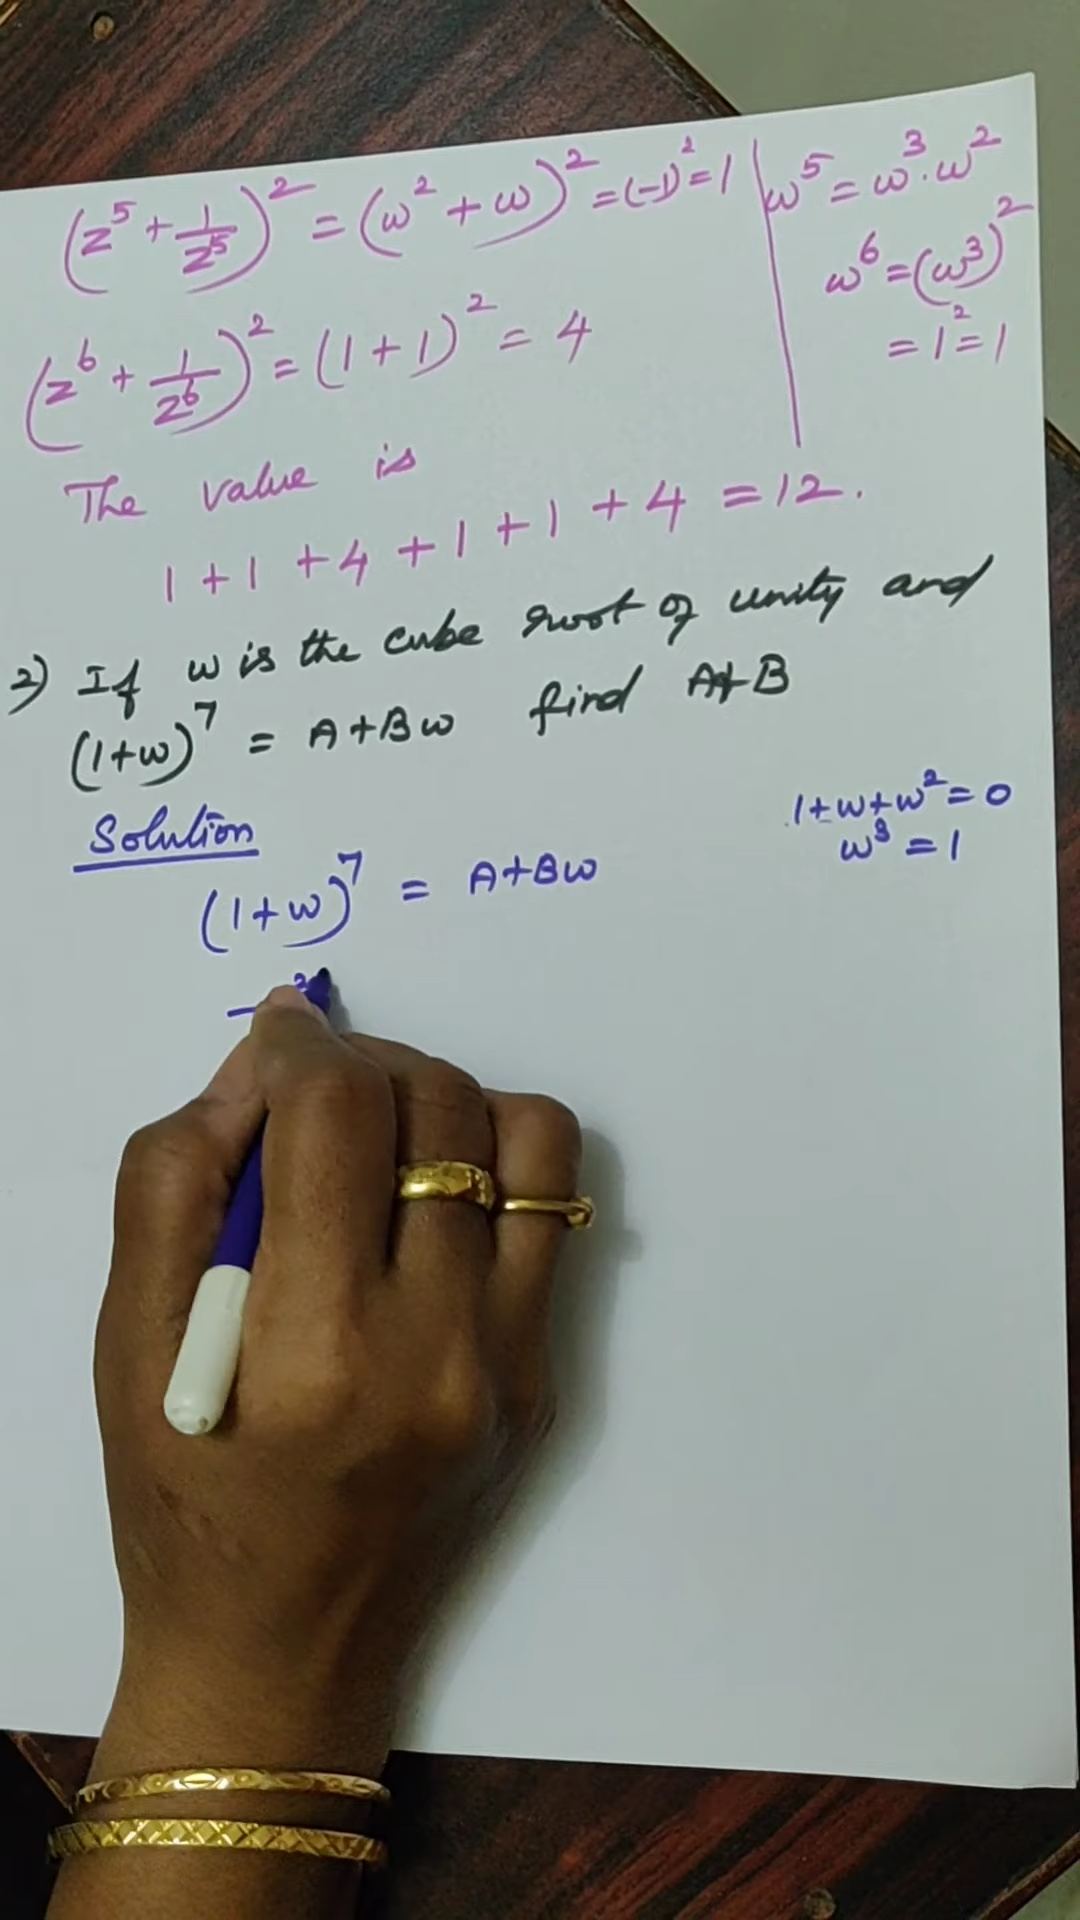 (z⁵ + 1/z⁵)² = (ω² + ω)² = (-1)² = 1
(z⁶ + 1/z⁶)² = (1+1)² = 4
ω⁵ = ω³.ω²
ω⁶ = (ω³)²
= 1² = 1
The value is
1+1+4+1+1+4 = 12.
2) If ω is the cube root of unity and
(1+ω)⁷ = A+Bω find A+B
Solution
1+ω+ω² = 0
ω³ = 1
(1+ω)⁷ = A+Bω